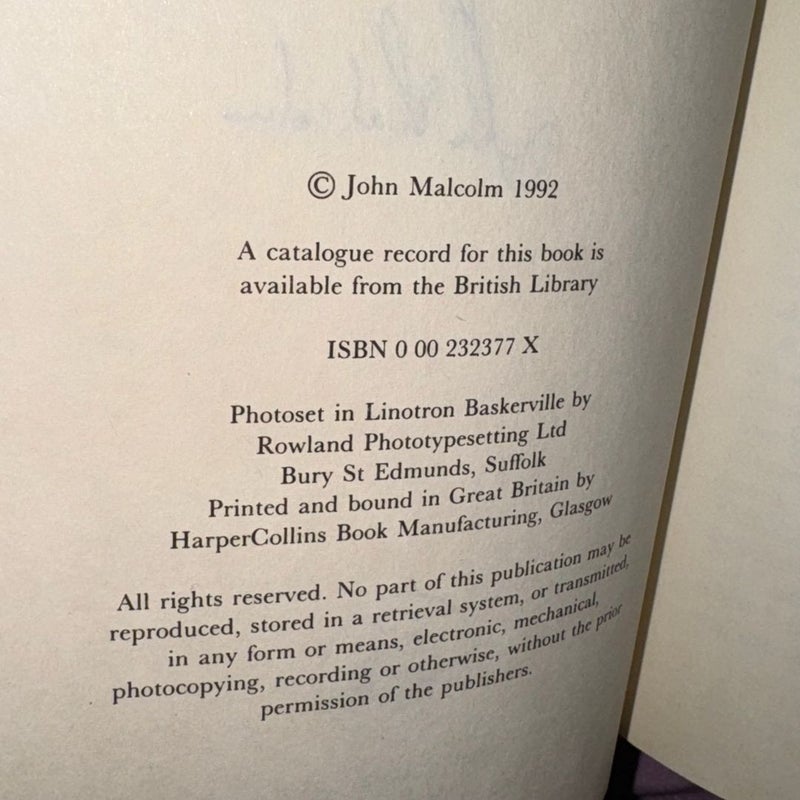 © John Malcolm 1992
A catalogue record for this book is
available from the British Library
ISBN 0 00 232377 X
Photoset in Linotron Baskerville by
Rowland Phototypesetting Ltd
Bury St Edmunds, Suffolk
Printed and bound in Great Britain by
HarperCollins Book Manufacturing, Glasgow
All rights reserved. No part of this publication may be
reproduced, stored in a retrieval system, or transmitted,
in any form or means, electronic, mechanical,
photocopying, recording or otherwise, without the prior
permission of the publishers.